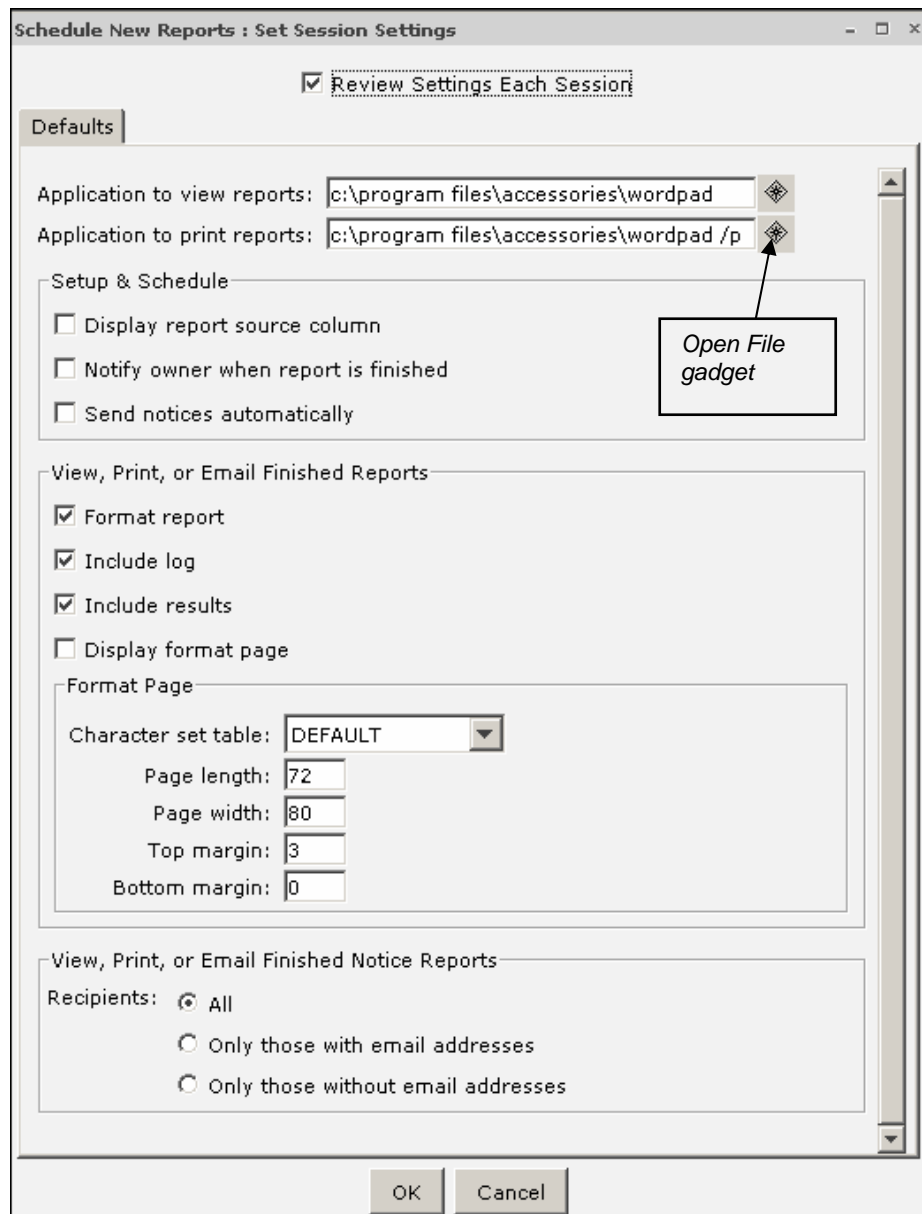 Schedule New Reports : Set Session Settings
Review Settings Each Session
Defaults
Application to view reports: c:\program files\accessories\wordpad
Application to print reports: c:\program files\accessories\wordpad /p
Setup & Schedule
Display report source column
Notify owner when report is finished
Send notices automatically
Open File
gadget
View, Print, or Email Finished Reports
Format report
Include log
Include results
Display format page
Format Page
Character set table: DEFAULT
Page length: 72
Page width: 80
Top margin: 3
Bottom margin: 0
View, Print, or Email Finished Notice Reports
Recipients: All
Only those with email addresses
Only those without email addresses
OK Cancel